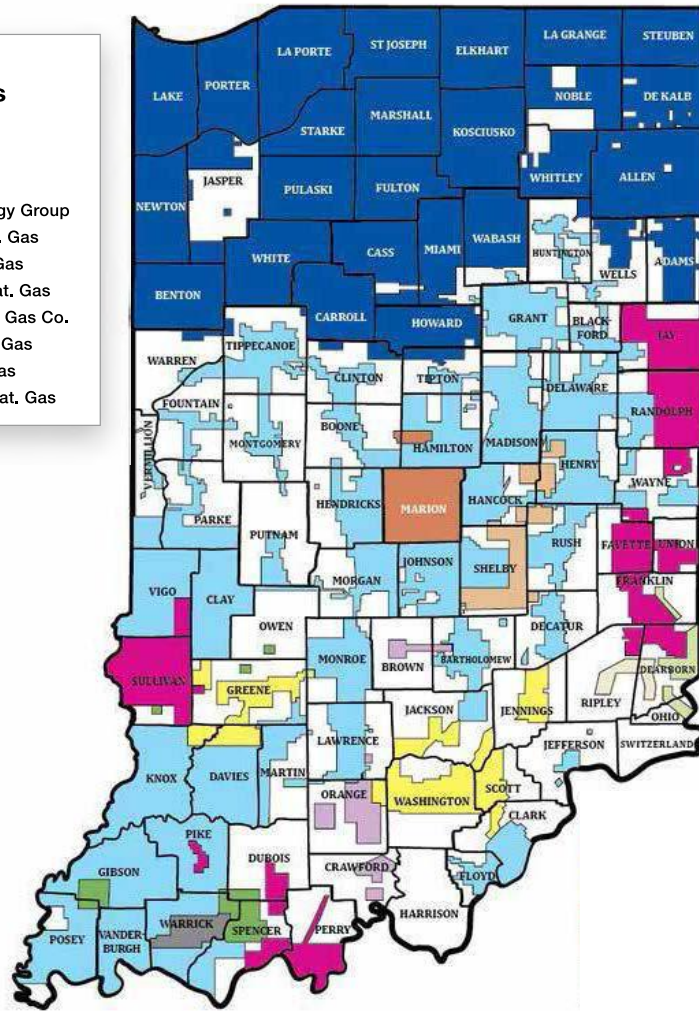 s
gy Group
. Gas
Gas
at. Gas
Gas Co.
Gas
as
at. Gas
LAKE
PORTER
LA PORTE
ST JOSEPH
ELKHART
LA GRANGE
STEUBEN
NOBLE
DE KALB
STARKE
MARSHALL
KOSCIUSKO
JASPER
PULASKI
FULTON
WHITLEY
ALLEN
NEWTON
WHITE
CASS
MIAMI
WABASH
HUNTINGTON
WELLS
ADAMS
BENTON
CARROLL
HOWARD
GRANT
BLACK-
FORD
JAY
WARREN
TIPPECANOE
CLINTON
TIPTON
DELAWARE
RANDOLPH
FOUNTAIN
VERMILLION
MONTGOMERY
BOONE
HAMILTON
MADISON
HENRY
WAYNE
PARKE
PUTNAM
HENDRICKS
MARION
HANCOCK
RUSH
FAYETTE
UNION
VIGO
CLAY
MORGAN
JOHNSON
SHELBY
FRANKLIN
OWEN
DECATUR
SULLIVAN
GREENE
MONROE
BROWN
BARTHOLOMEW
DEARBORN
RIPLEY
OHIO
JACKSON
JENNINGS
KNOX
DAVIES
MARTIN
LAWRENCE
JEFFERSON
SWITZERLAND
ORANGE
WASHINGTON
SCOTT
CLARK
PIKE
DUBOIS
GIBSON
CRAWFORD
FLOYD
HARRISON
POSEY
VANDER-
BURGH
WARRICK
SPENCER
PERRY